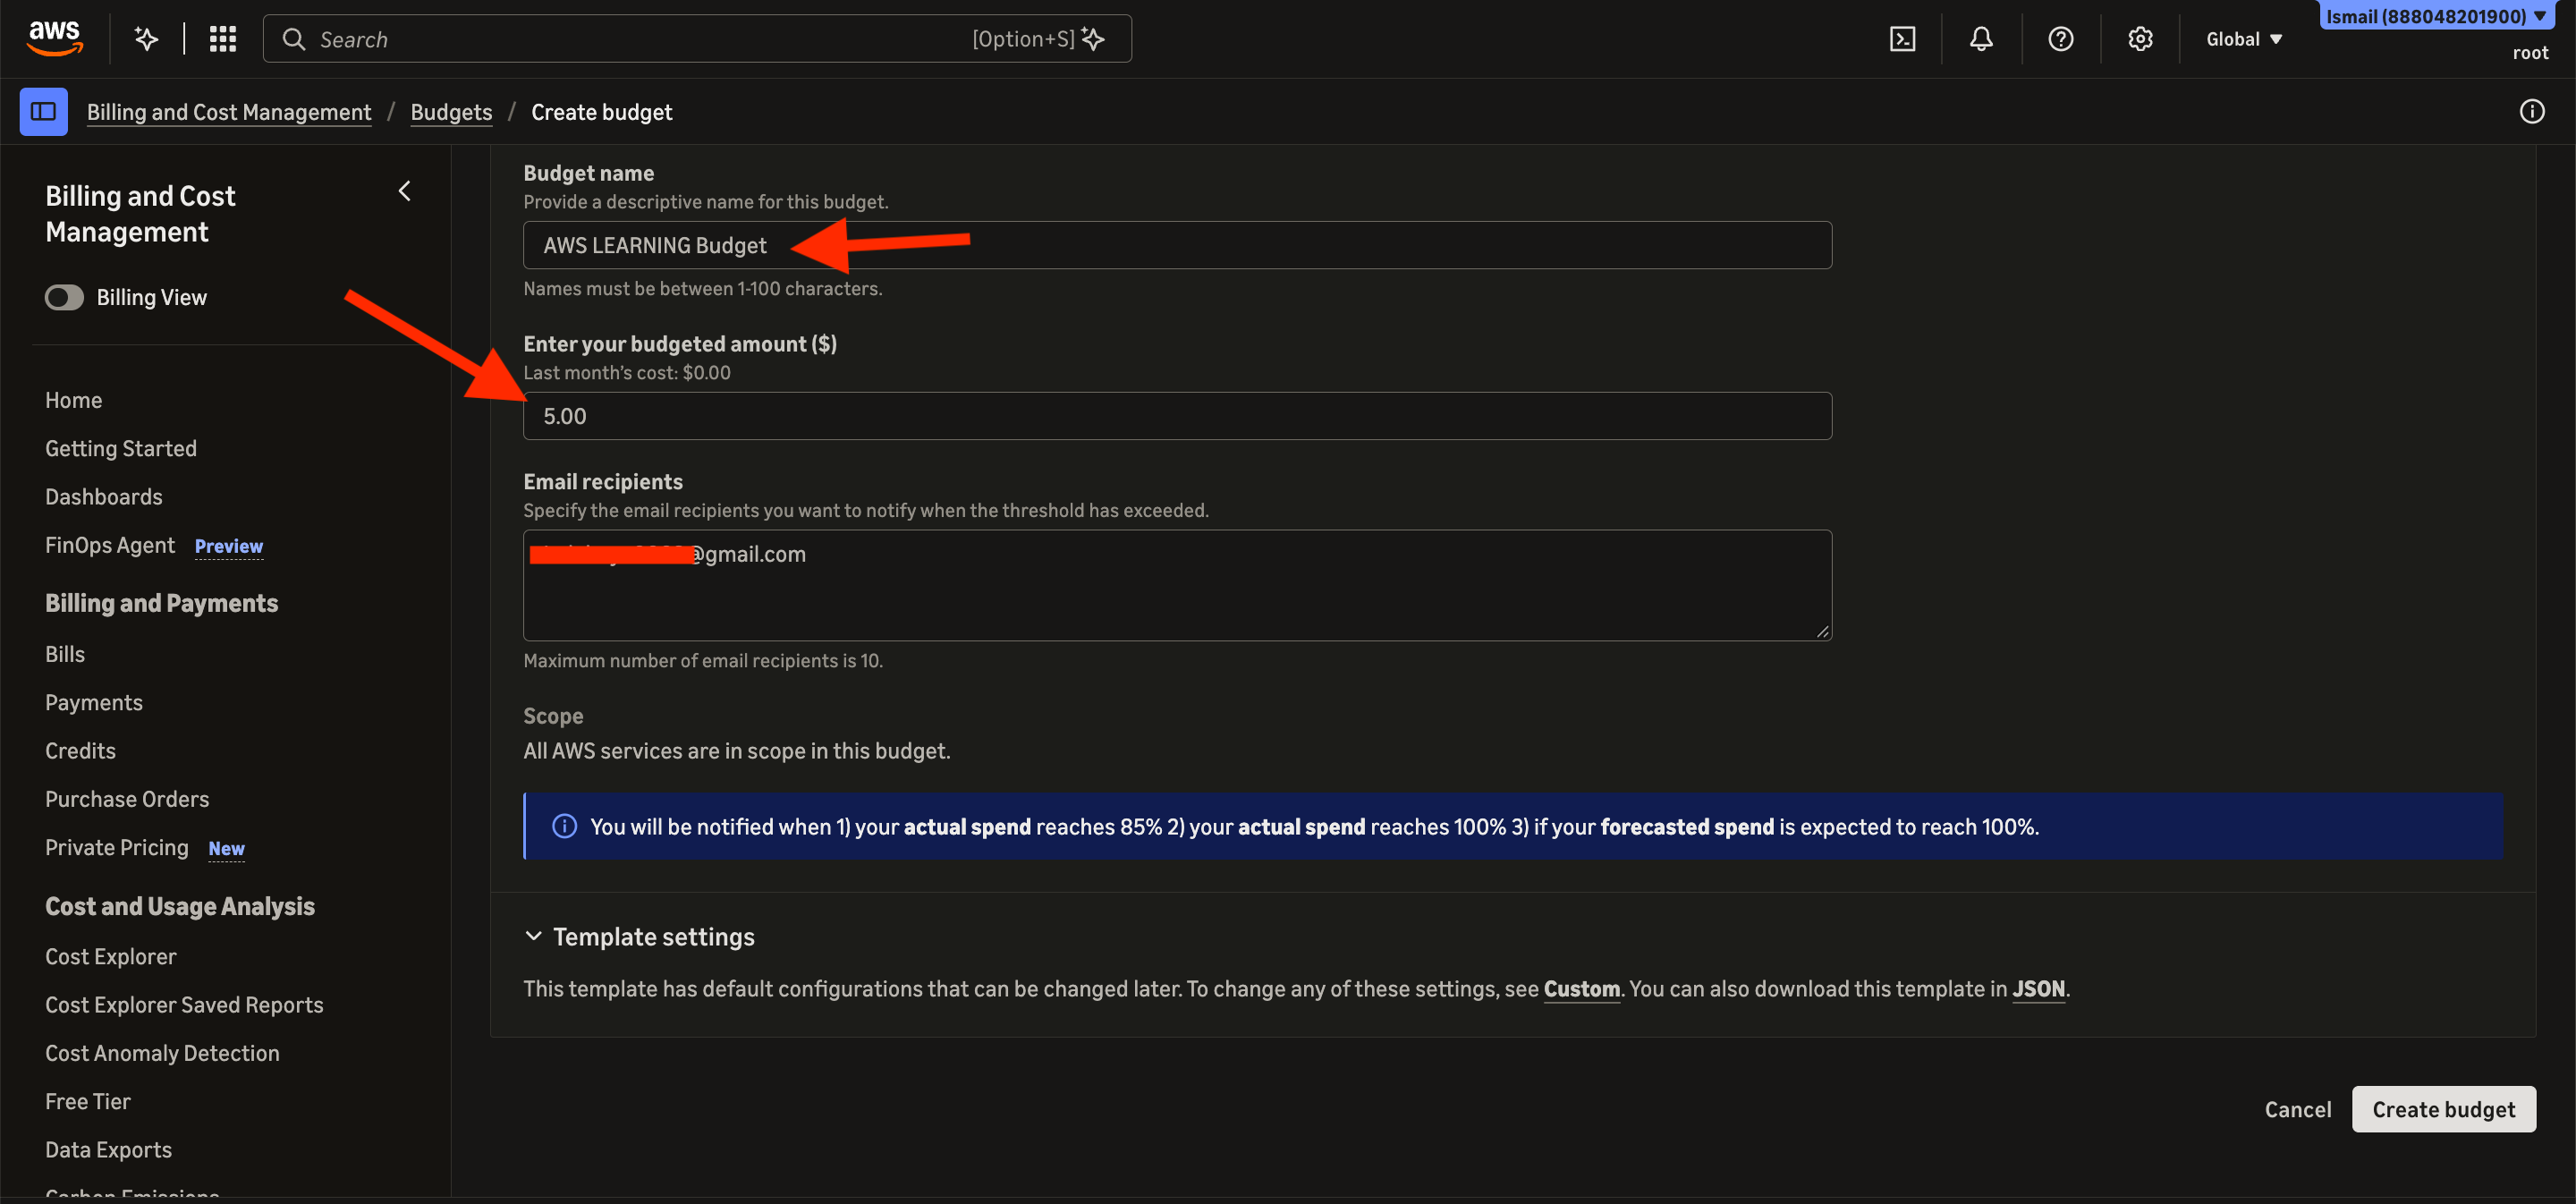 aws
Search [Option+S]
Global
Ismail (888048201900)
root
Billing and Cost Management / Budgets / Create budget
Billing and Cost
Management
Billing View
Home
Getting Started
Dashboards
FinOps Agent Preview
Billing and Payments
Bills
Payments
Credits
Purchase Orders
Private Pricing New
Cost and Usage Analysis
Cost Explorer
Cost Explorer Saved Reports
Cost Anomaly Detection
Free Tier
Data Exports
Budget name
Provide a descriptive name for this budget.
AWS LEARNING Budget
Names must be between 1-100 characters.
Enter your budgeted amount ($)
Last month's cost: $0.00
5.00
Email recipients
Specify the email recipients you want to notify when the threshold has exceeded.
@gmail.com
Maximum number of email recipients is 10.
Scope
All AWS services are in scope in this budget.
You will be notified when 1) your actual spend reaches 85% 2) your actual spend reaches 100% 3) if your forecasted spend is expected to reach 100%.
Template settings
This template has default configurations that can be changed later. To change any of these settings, see Custom. You can also download this template in JSON.
Cancel
Create budget